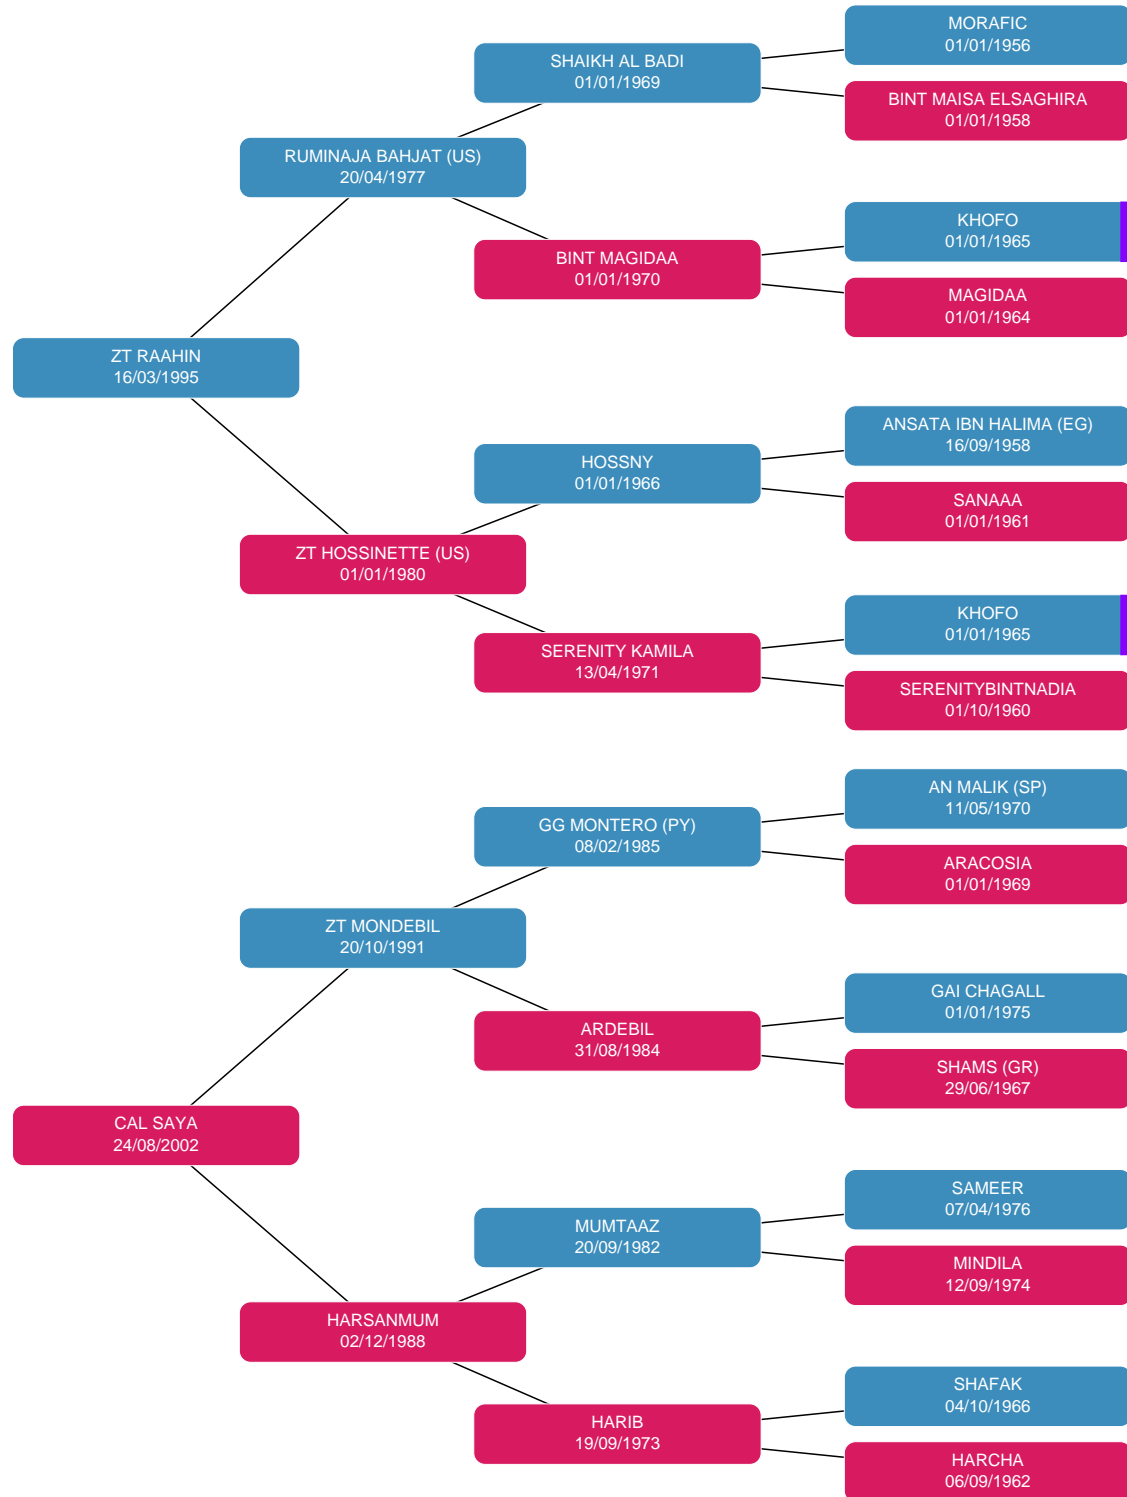 MORAFIC
01/01/1956
SHAIKH AL BADI
01/01/1969
BINT MAISA ELSAGHIRA
01/01/1958
RUMINAJA BAHJAT (US)
20/04/1977
KHOFO
01/01/1965
BINT MAGIDAA
01/01/1970
MAGIDAA
01/01/1964
ZT RAAHIN
16/03/1995
ANSATA IBN HALIMA (EG)
16/09/1958
HOSSNY
01/01/1966
SANAAA
01/01/1961
ZT HOSSINETTE (US)
01/01/1980
KHOFO
01/01/1965
SERENITY KAMILA
13/04/1971
SERENITYBINTNADIA
01/10/1960
AN MALIK (SP)
11/05/1970
GG MONTERO (PY)
08/02/1985
ARACOSIA
01/01/1969
ZT MONDEBIL
20/10/1991
GAI CHAGALL
01/01/1975
ARDEBIL
31/08/1984
SHAMS (GR)
29/06/1967
CAL SAYA
24/08/2002
SAMEER
07/04/1976
MUMTAAZ
20/09/1982
MINDILA
12/09/1974
HARSANMUM
02/12/1988
SHAFAK
04/10/1966
HARIB
19/09/1973
HARCHA
06/09/1962